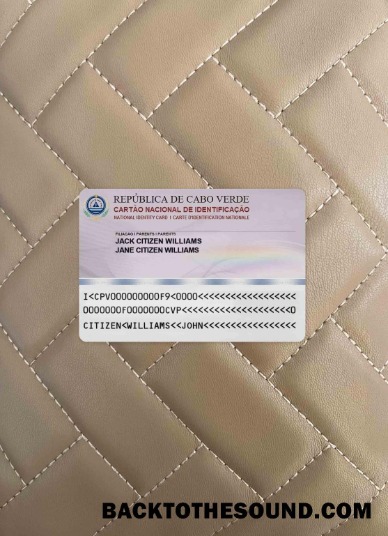 REPÚBLICA DE CABO VERDE
CARTÃO NACIONAL DE IDENTIFICAÇÃO
NATIONAL IDENTITY CARD / CARTE D'IDENTIFICATION NATIONALE
FILIAÇÃO / PARENTS / PARENTS
JACK CITIZEN WILLIAMS
JANE CITIZEN WILLIAMS
I<CPV000000000F9<0000<<<<<<<<<<<<<<<<<<
0000000F0000000CVP<<<<<<<<<<<<<<<<<<<<0
CITIZEN<WILLIAMS<<JOHN<<<<<<<<<<<<<<<<<
BACKTOTHESOUND.COM